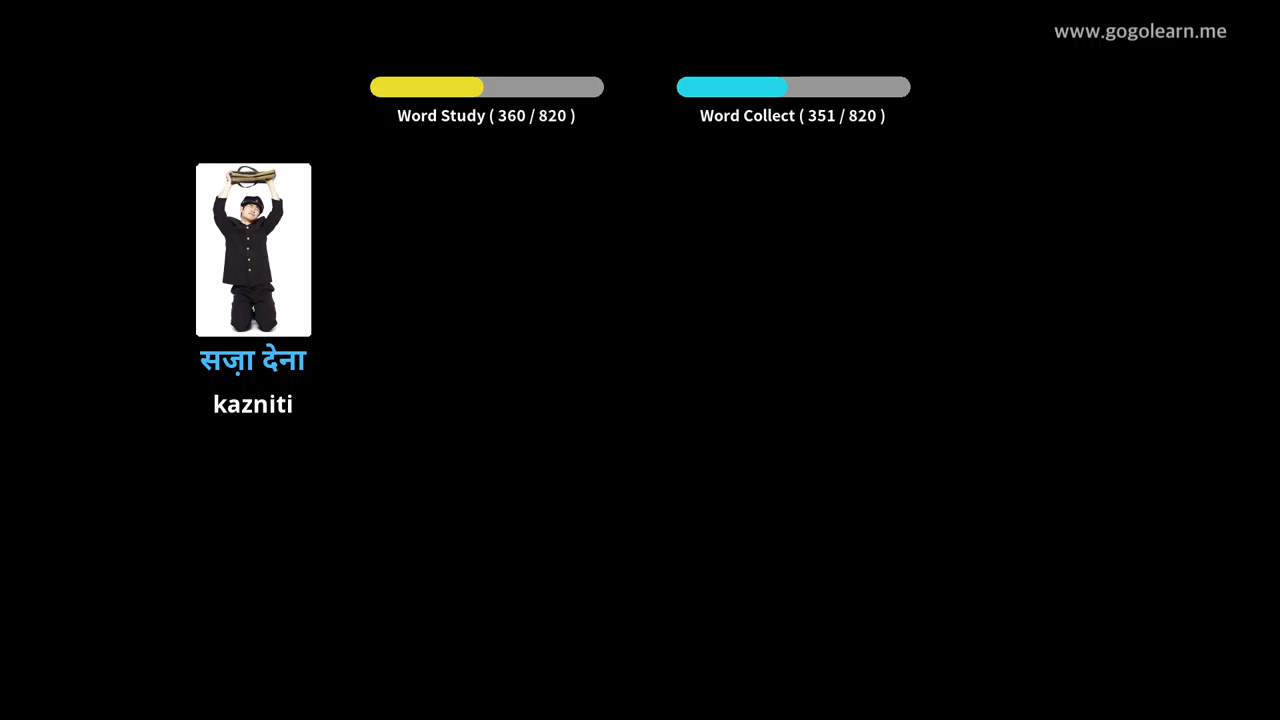 www.gogolearn.me
Word Study ( 360 / 820 )
Word Collect ( 351 / 820 )
सज़ा देना
kazniti